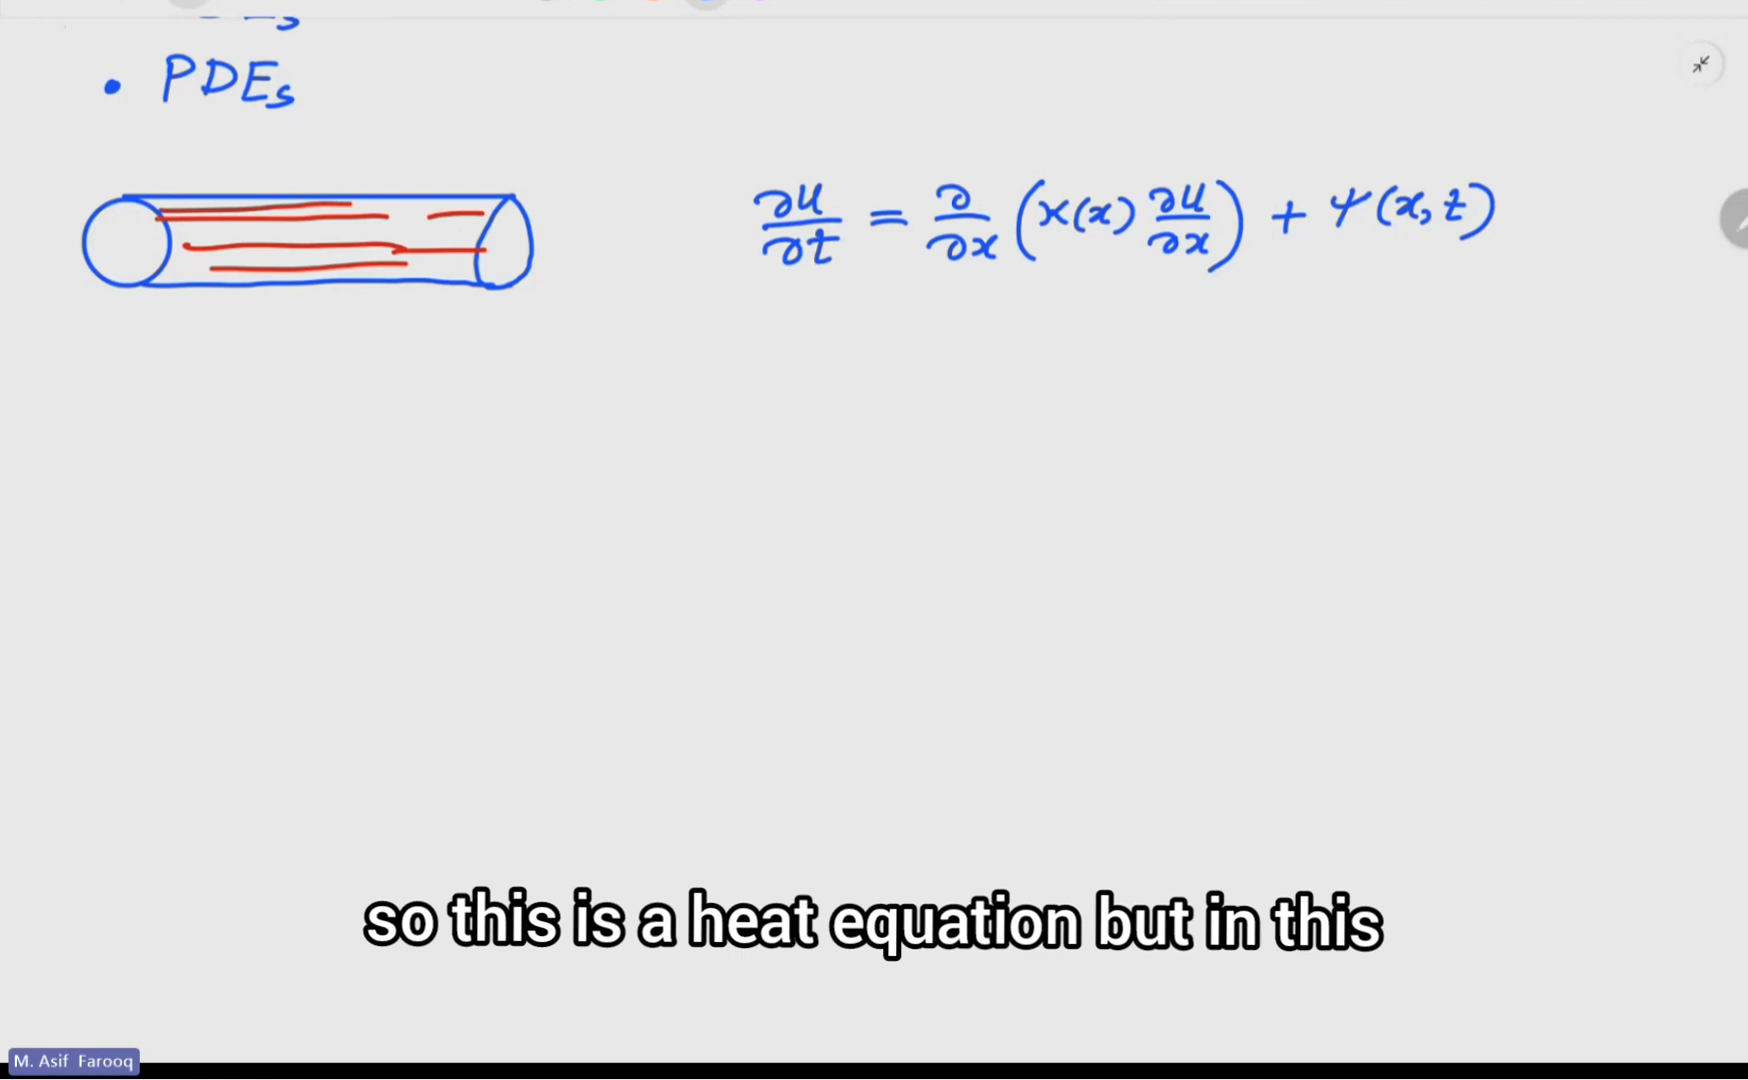 • PDEs
∂u/∂t = ∂/∂x (x(x) ∂u/∂x) + ψ(x, t)
so this is a heat equation but in this
M. Asif Farooq